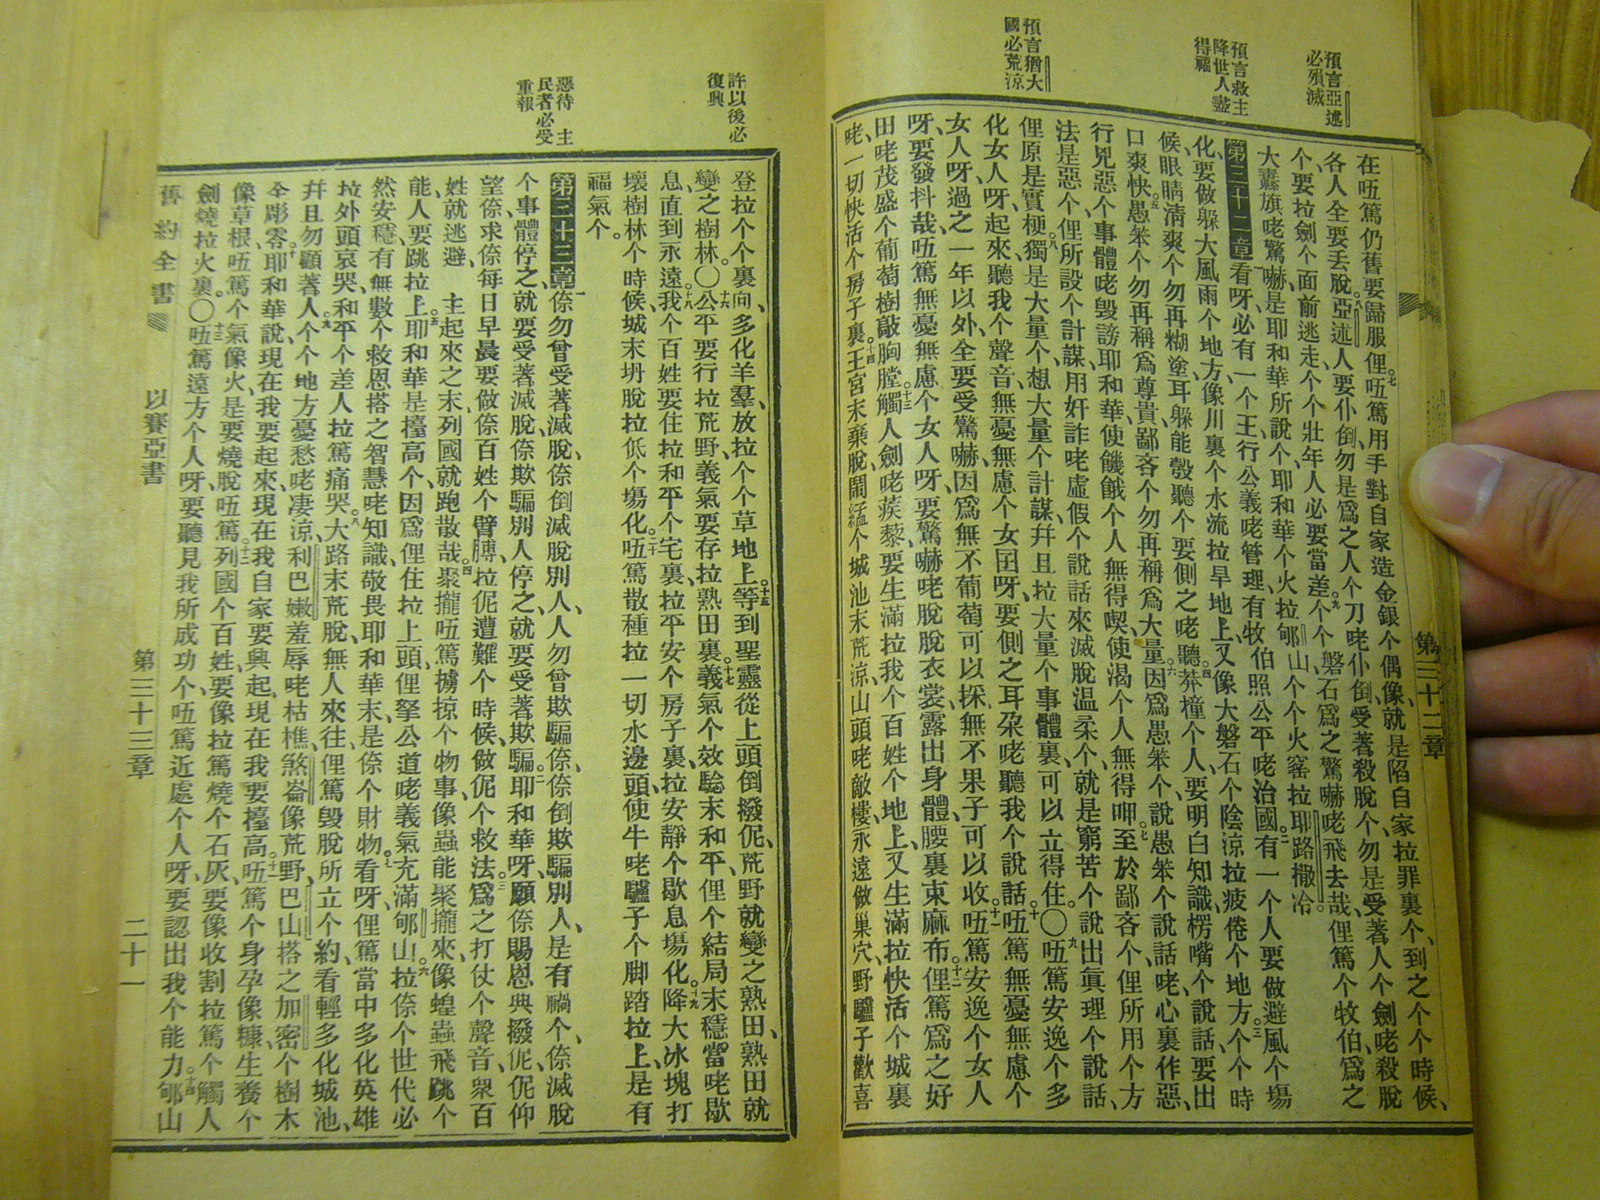 預言亞述
必殞滅
預言救主
降世人盡
得福
預言猶大
國必荒涼
第三十二章
在㕶篤仍舊要歸服俚㕶篤用手對自家造金銀个偶像就是陷自家拉罪裏个到之个个時候
各人全要丟脫亞述人要仆倒勿是爲之人个刀咾仆倒受著殺脫个勿是受著人个劍咾殺脫
个要拉劍个面前逃走个个壯年人必要當差个个磐石爲之驚嚇咾飛去哉俚篤个牧伯爲之
大纛旗咾驚嚇是耶和華所說个耶和華个火拉郇山个个火窰拉耶路撒冷
第三十二章看呀必有一个王行公義咾管理有牧伯照公平咾治國有一个人要做避風个塲
化要做躲大風雨个地方像川裏个水流拉旱地上又像大磐石个陰涼拉疲倦个地方个个時
候眼睛淸爽个勿再糊塗耳躲能彀聽个要側之咾聽莽撞个人要明白知識楞嘴个說話要出
口爽快愚笨个勿再稱爲尊貴鄙吝个勿再稱爲大量因爲愚笨个說愚笨个說話咾心裏作惡
行兇惡个事體咾毀謗耶和華使饑餓个人無得喫使渴个人無得呷至於鄙吝个俚所用个方
法是惡个俚所設个計謀用奸詐咾虛假个說話來滅脫温柔个就是窮苦个說出眞理个說話
俚原是實梗獨是大量个想大量个計謀幷且拉大量个事體裏可以立得住〇㕶篤安逸个多
化女人呀起來聽我个聲音無憂無慮个女囝呀要側之耳朶咾聽我个說話㕶篤無憂無慮个
女人呀過之一年以外全要受驚嚇因爲無不葡萄可以採無不果子可以收㕶篤安逸个女人
呀要發抖哉㕶篤無憂無慮个女人呀要驚嚇咾脫脫衣裳露出身體腰裏束麻布俚篤爲之好
田咾茂盛个葡萄樹敲胸膛觸人劍咾蒺藜要生滿拉我个百姓个地上又生滿拉快活个城裏
咾一切快活个房子裏王宮末棄脫鬧猛个城池末荒涼山頭咾敵樓永遠做巢穴野驢子歡喜
許以後必
復興
惡待　主
民者必受
重報
登拉个个裏向多化羊羣放拉个个草地上等到聖靈從上頭倒撥伲荒野就變之熟田熟田就
變之樹林〇公平要行拉荒野義氣要存拉熟田裏義氣个效騐末和平俚个結局末穩當咾歇
息直到永遠我个百姓要住拉和平个宅裏拉平安个房子裏拉安靜个歇息塲化降大冰塊打
壞樹林个時候城末坍脫拉低个塲化㕶篤散種拉一切水邊頭使牛咾驢子个脚踏拉上是有
福氣个
第三十三章倷勿曾受著滅脫倷倒滅脫別人人勿曾欺騙倷倷倒欺騙別人是有禍个倷滅脫
个事體停之就要受著滅脫倷欺騙別人停之就要受著欺騙耶和華呀願倷賜恩典撥伲伲仰
望倷求倷每日早晨要做倷百姓个臂膊拉伲遭難个時候做伲个救法爲之打仗个聲音衆百
姓就逃避　主起來之末列國就跑散哉聚攏㕶篤擄掠个物事像蟲能聚攏來像蝗蟲飛跳个
能人要跳拉上耶和華是擡高个因爲俚住拉上頭俚拏公道咾義氣充滿郇山拉倷个世代必
然安穩有無數个救恩搭之智慧咾知識敬畏耶和華末是倷个財物看呀俚篤當中多化英雄
拉外頭哀哭和平个差人拉篤痛哭大路末荒脫無人來往俚篤毀脫所立个約看輕多化城池
幷且勿顧著人个个地方憂愁咾凄涼利巴嫩羞辱咾枯樵煞崙像荒野巴山搭之加密个樹木
全彫零耶和華說現在我要起來現在我自家要興起現在我要擡高㕶篤个身孕像糠生養个
像草根㕶篤个氣像火是要燒脫㕶篤列國个百姓要像拉篤燒个石灰要像收割拉篤个觸人
劍燒拉火裏〇㕶篤遠方个人呀要聽見我所成功个㕶篤近處个人呀要認出我个能力郇山
舊約全書　以賽亞書　第三十三章　二十一